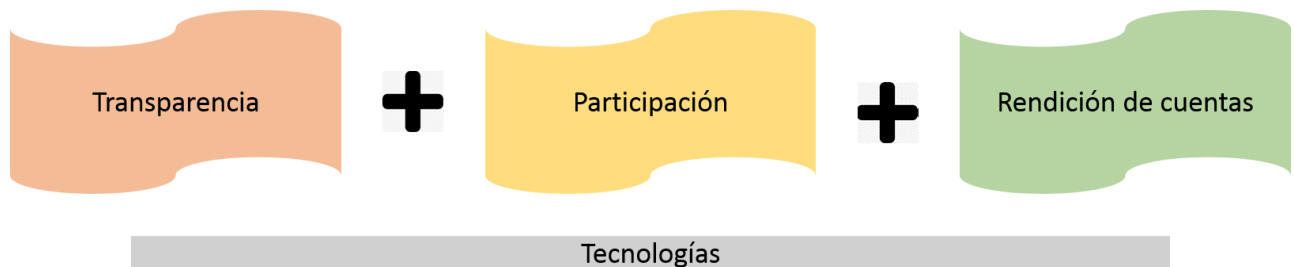 Transparencia
Participación
Rendición de cuentas
Tecnologías